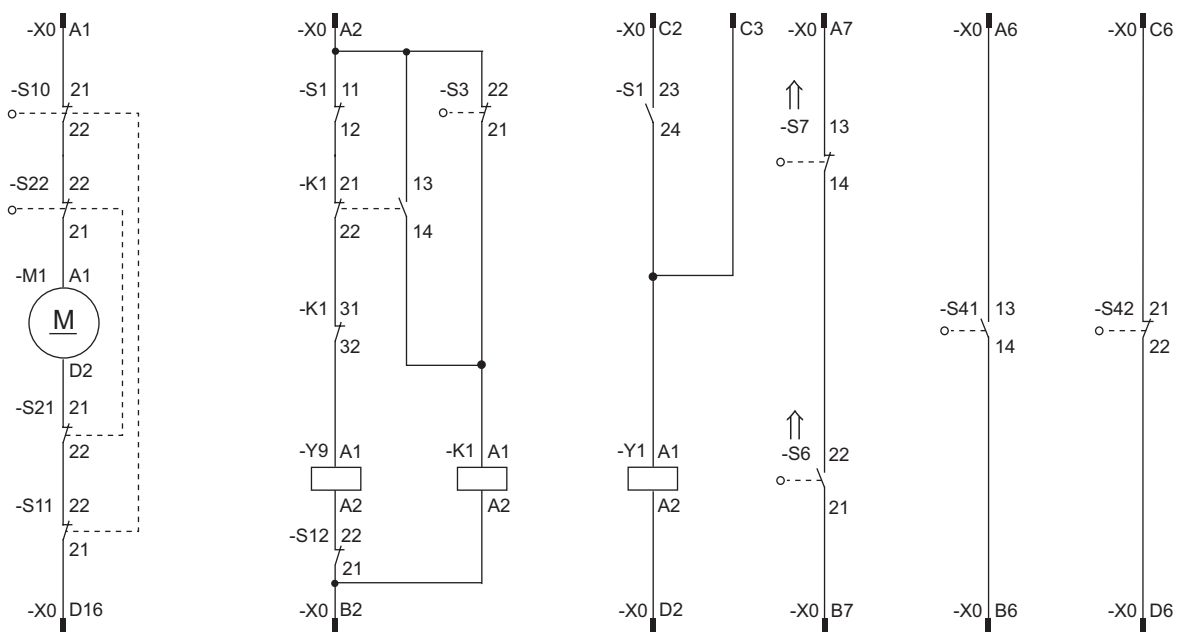 -X0 A1
-S10 21
22
-S22 22
21
-M1 A1
M
D2
-S21 21
22
-S11 22
21
-X0 D16
-X0 A2
-S1 11
12
-K1 21
22
13
14
-K1 31
32
-Y9 A1
A2
-S12 22
21
-X0 B2
-S3 22
21
-K1 A1
A2
-X0 C2
C3
-S1 23
24
-Y1 A1
A2
-X0 D2
-X0 A7
-S7 13
14
-S6 22
21
-X0 B7
-X0 A6
-S41 13
14
-X0 B6
-X0 C6
-S42 21
22
-X0 D6